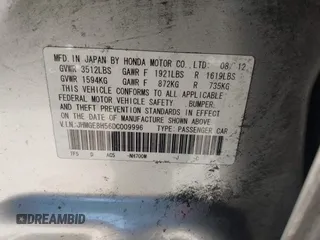 MFD. IN JAPAN BY HONDA MOTOR CO.,LTD. 08/12
GVWR 3512LBS GAWR F 1921LBS R 1619LBS
GVWR 1594KG GAWR F 872KG R 735KG
THIS VEHICLE CONFORMS TO ALL APPLICABLE
FEDERAL MOTOR VEHICLE SAFETY, BUMPER,
AND THEFT PREVENTION STANDARDS IN EFFECT ON
THE DATE OF MANUFACTURE SHOWN ABOVE.
V.I.N. JHMGE8H56DC009996 TYPE: PASSENGER CAR
NH700M
DREAMBID